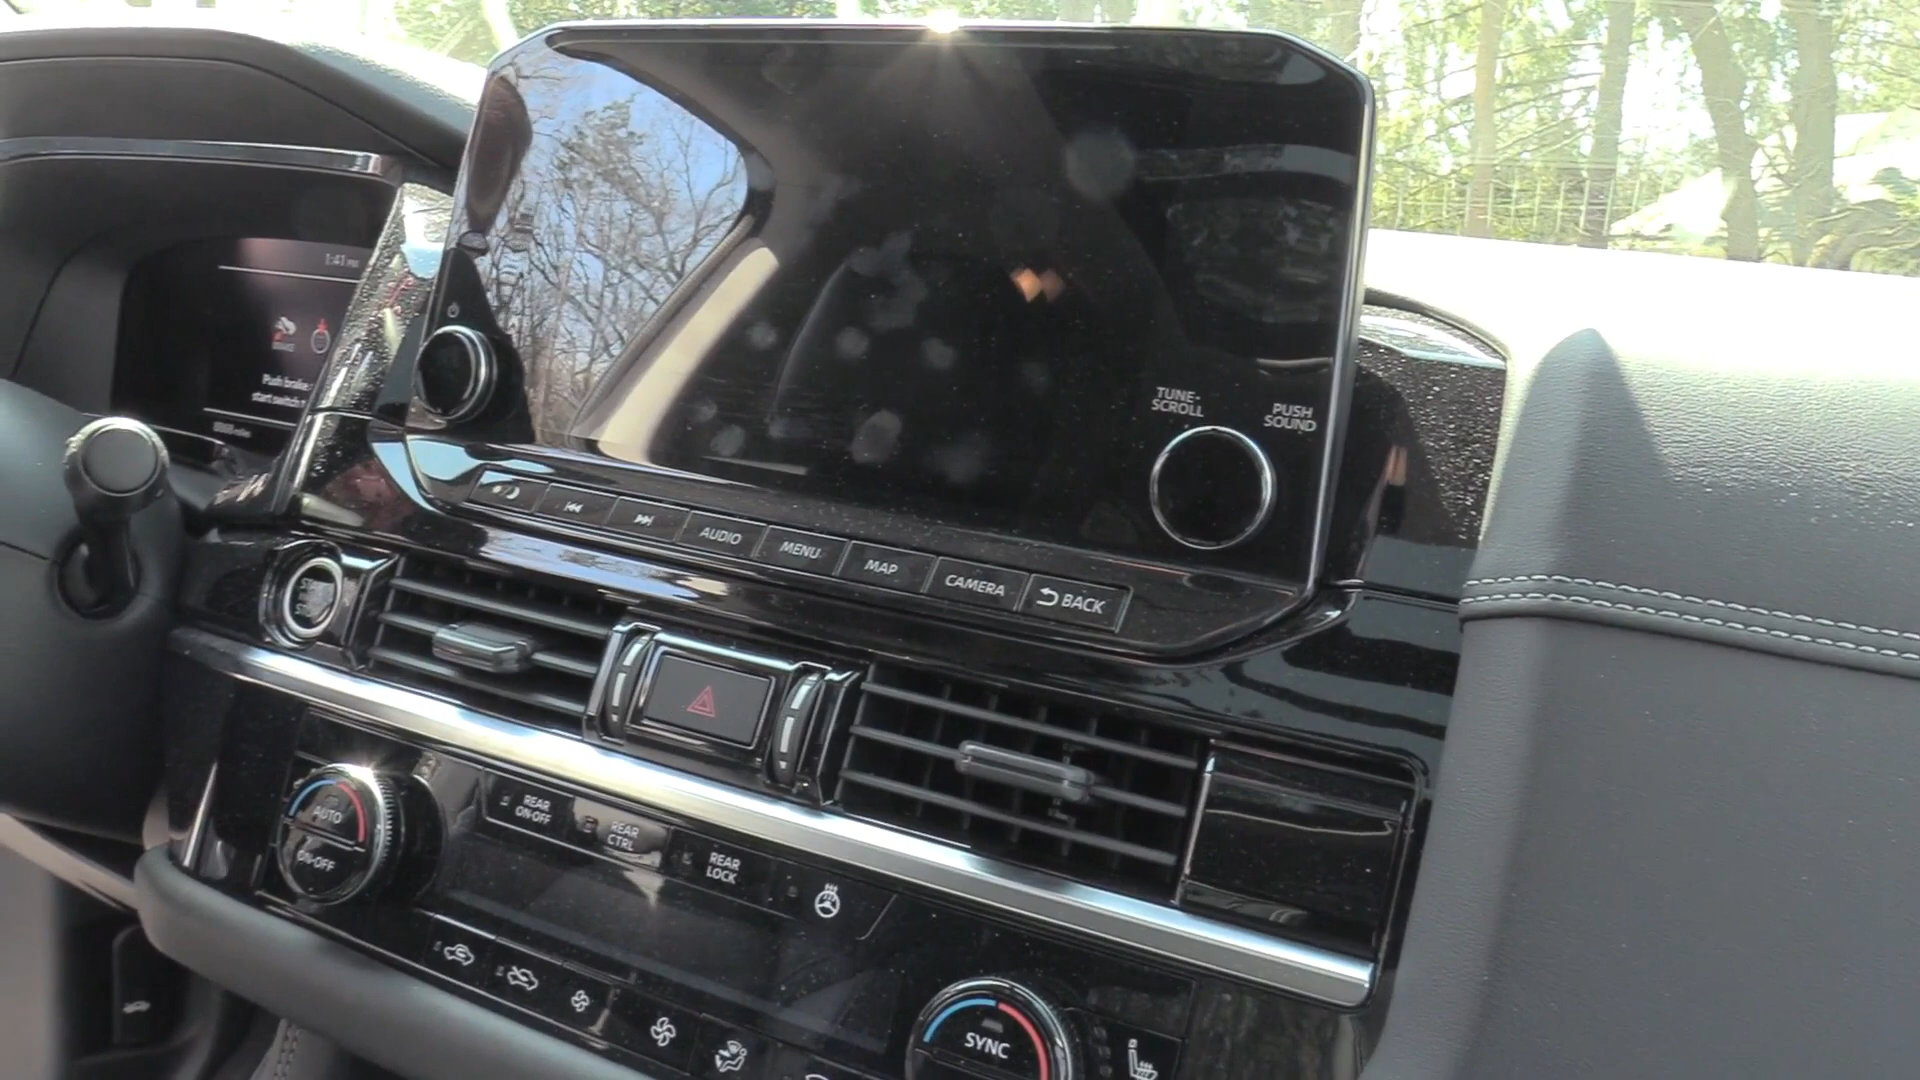 1:41 PM
Push brake
start switch t
TUNE-
SCROLL
PUSH
SOUND
AUDIO
MENU
MAP
CAMERA
BACK
AUTO
ON·OFF
REAR
ON·OFF
REAR
CTRL
REAR
LOCK
SYNC